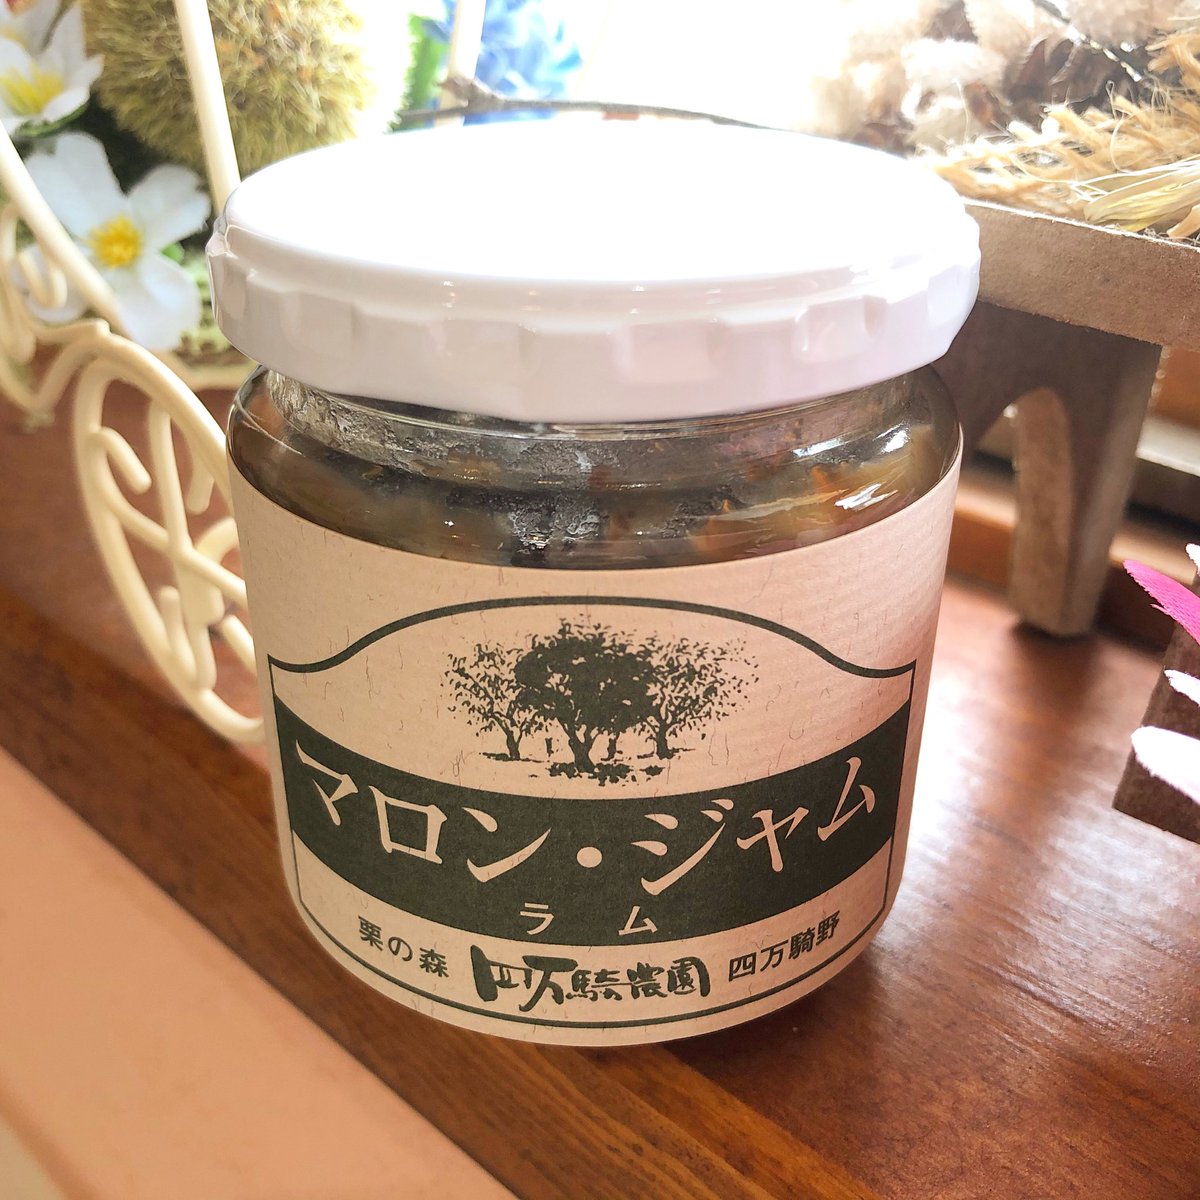 マロン・ジャム
ラム
栗の森 四万騎農園 四万騎野